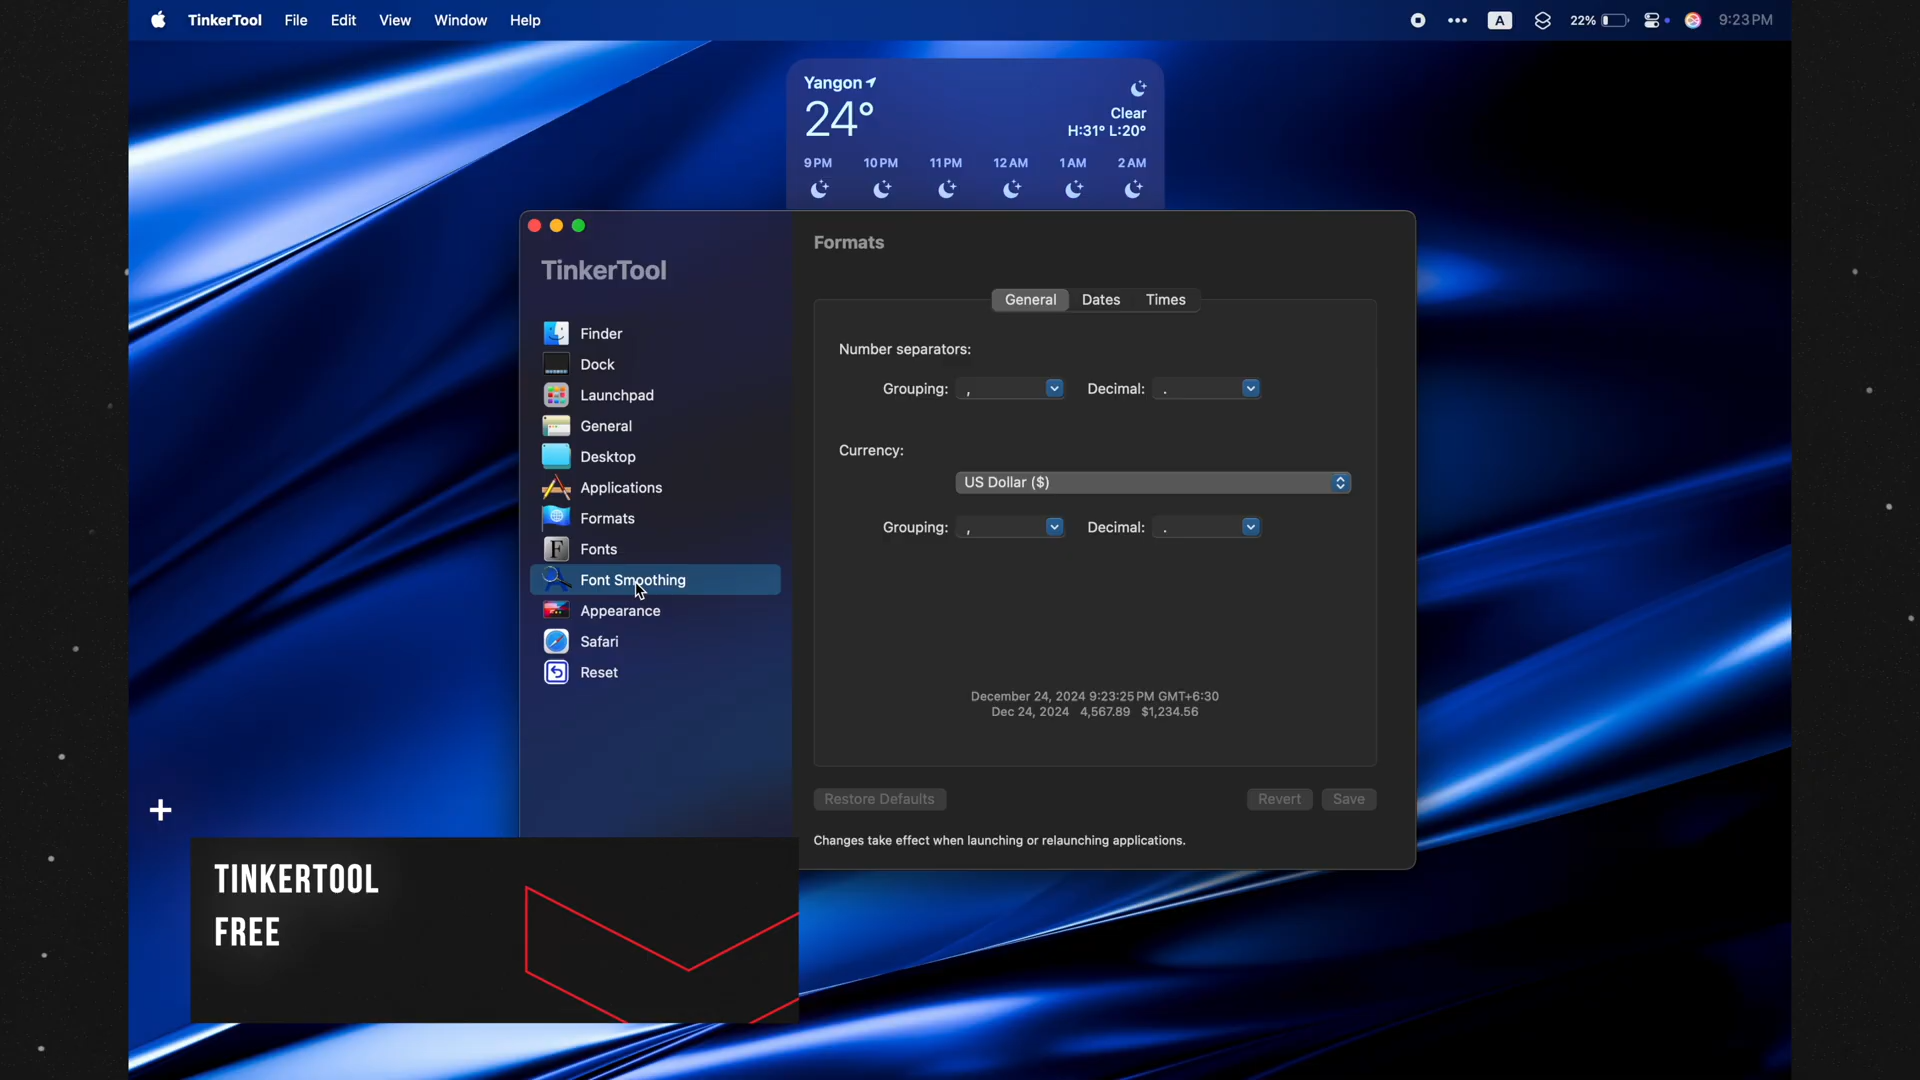 TinkerTool File Edit View Window Help
A 22% 9:23 PM
Yangon
24°
Clear
H:31° L:20°
9 PM 10 PM 11 PM 12 AM 1 AM 2 AM
TinkerTool
Finder
Dock
Launchpad
General
Desktop
Applications
Formats
Fonts
Font Smoothing
Appearance
Safari
Reset
Formats
General Dates Times
Number separators:
Grouping: , Decimal: .
Currency:
US Dollar ($)
Grouping: , Decimal: .
December 24, 2024 9:23:25 PM GMT+6:30
Dec 24, 2024 4,567.89 $1,234.56
Restore Defaults Revert Save
Changes take effect when launching or relaunching applications.
TINKERTOOL
FREE